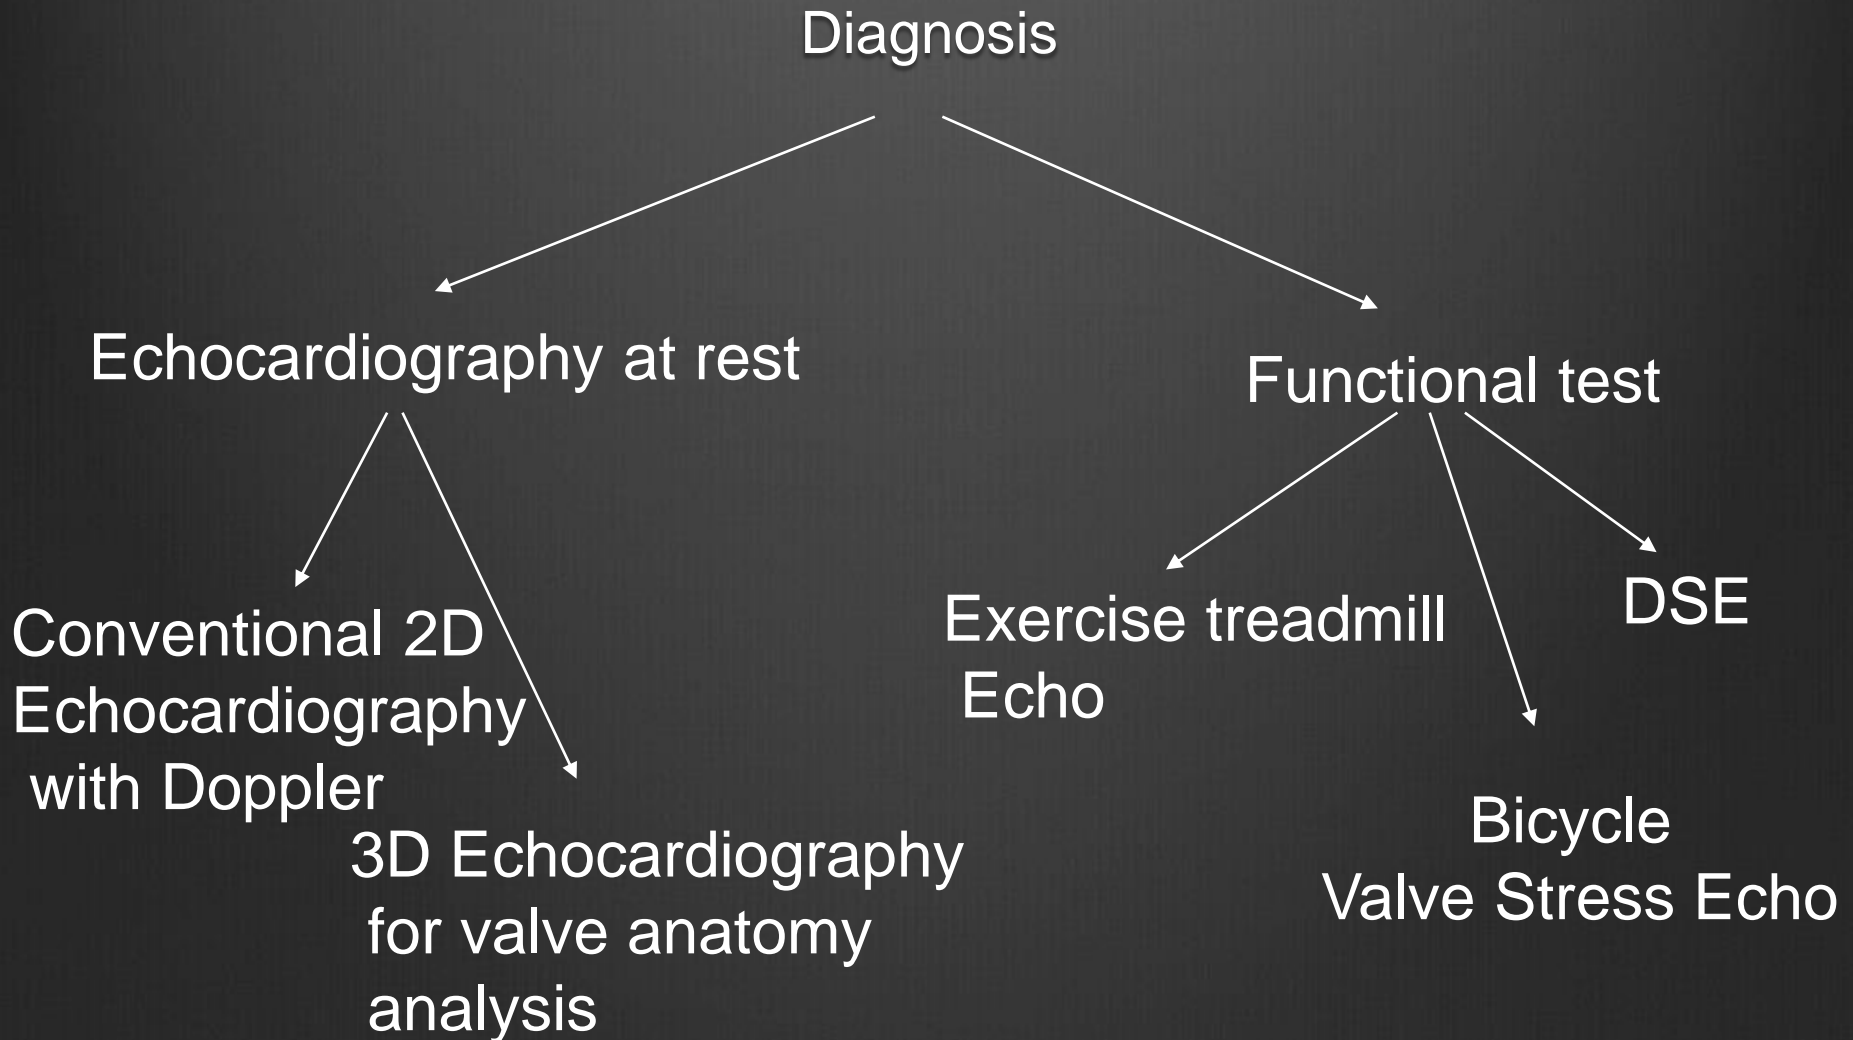 Diagnosis
Echocardiography at rest
Functional test
Conventional 2D
Echocardiography
with Doppler
3D Echocardiography
for valve anatomy
analysis
Exercise treadmill
Echo
Bicycle
Valve Stress Echo
DSE